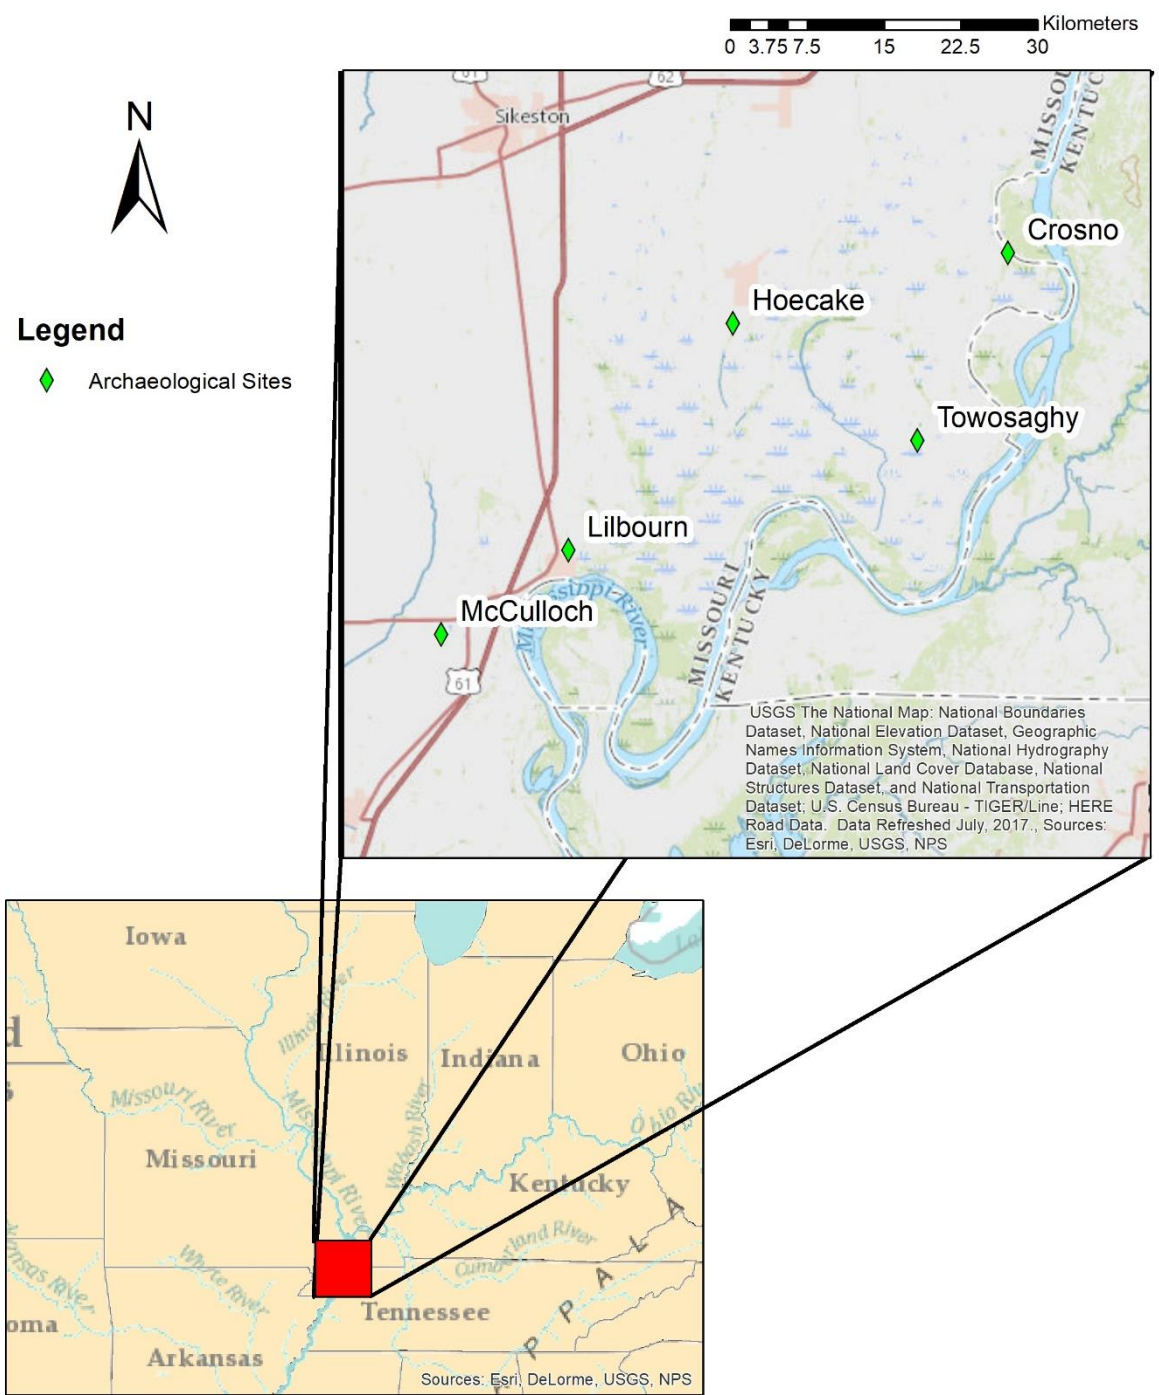 Kilometers
0 3.75 7.5 15 22.5 30
N
61
62
Sikeston
MISSOURI
KENTUCKY
Crosno
Hoecake
Legend
Archaeological Sites
Towosaghy
Lilbourn
McCulloch
Mississippi River
MISSOURI
KENTUCKY
61
USGS The National Map: National Boundaries
Dataset, National Elevation Dataset, Geographic
Names Information System, National Hydrography
Dataset, National Land Cover Database, National
Structures Dataset, and National Transportation
Dataset; U.S. Census Bureau - TIGER/Line; HERE
Road Data. Data Refreshed July, 2017., Sources:
Esri, DeLorme, USGS, NPS
Iowa
La
d
s
Illinois River
Illinois
Indiana
Ohio
Missouri River
Mississippi River
Wabash River
Ohio Riv
Missouri
Kentucky
Cumberland River
kansas River
White River
Tennessee
oma
Arkansas
P P A L A
Sources: Esri, DeLorme, USGS, NPS